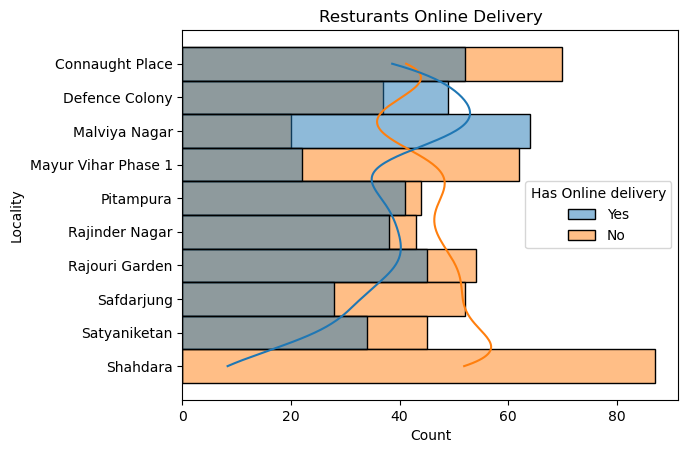 Resturants Online Delivery
Locality
Connaught Place
Defence Colony
Malviya Nagar
Mayur Vihar Phase 1
Pitampura
Rajinder Nagar
Rajouri Garden
Safdarjung
Satyaniketan
Shahdara
Has Online delivery
Yes
No
0 20 40 60 80
Count